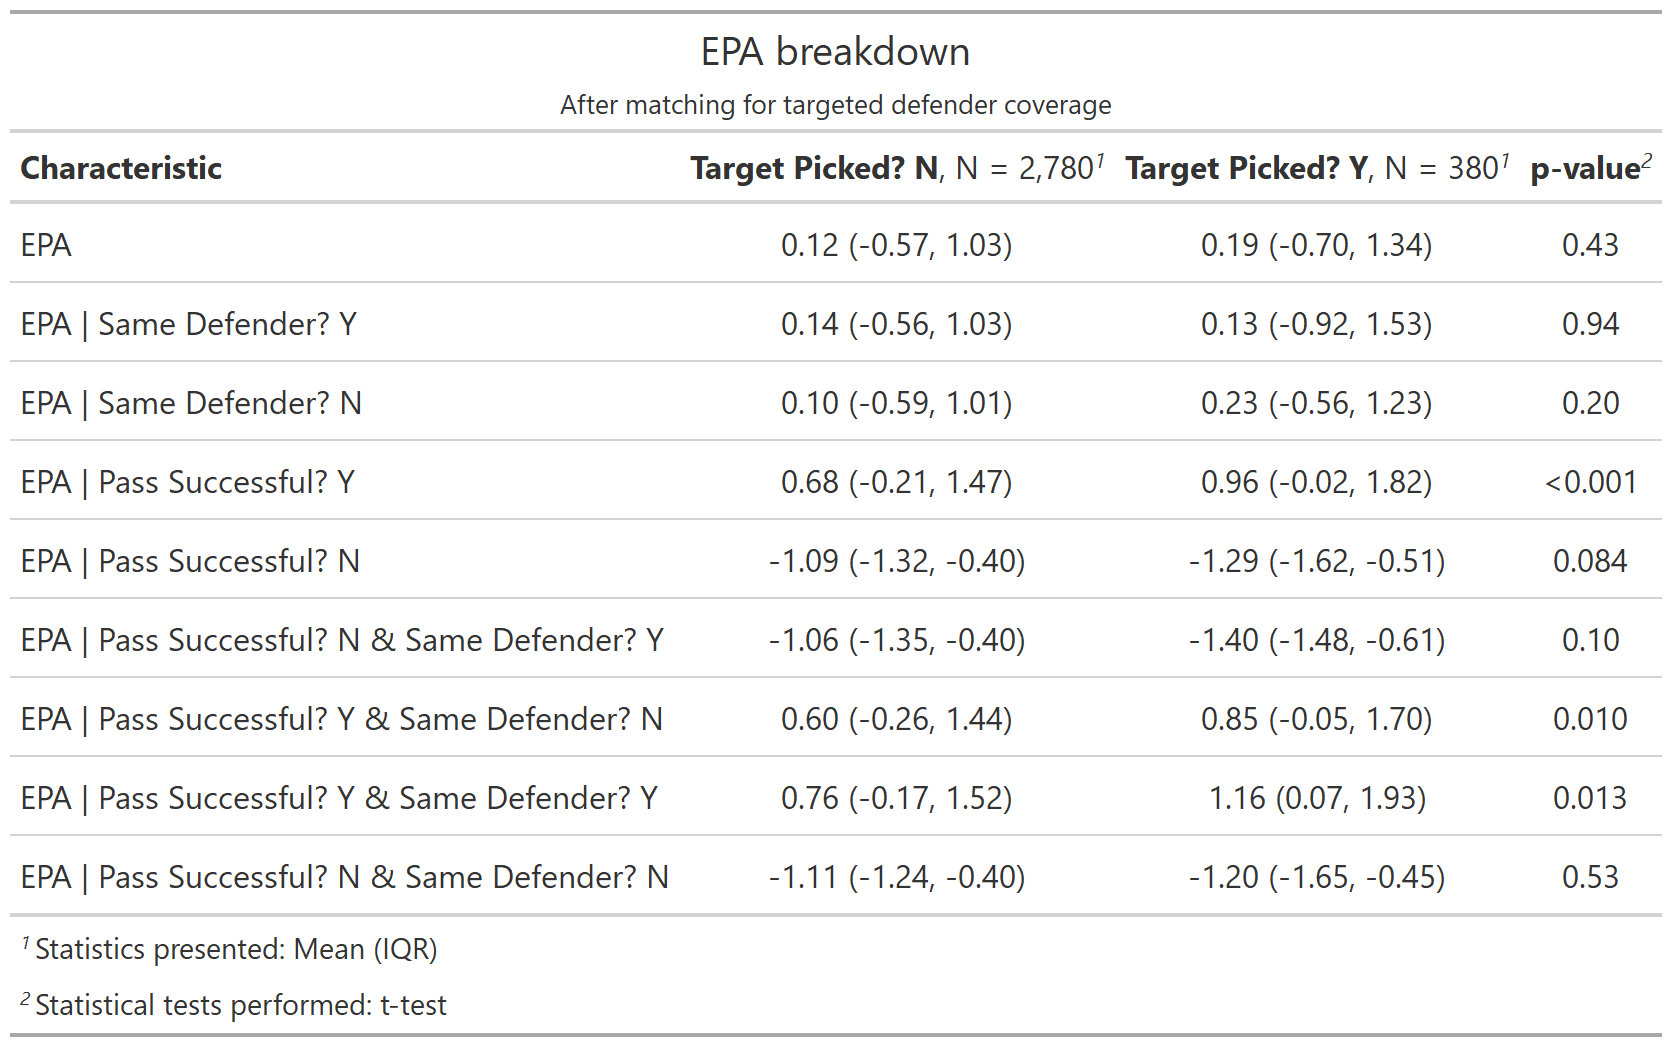 EPA breakdown
After matching for targeted defender coverage
Characteristic Target Picked? N, N = 2,780¹ Target Picked? Y, N = 380¹ p-value²
EPA 0.12 (-0.57, 1.03) 0.19 (-0.70, 1.34) 0.43
EPA | Same Defender? Y 0.14 (-0.56, 1.03) 0.13 (-0.92, 1.53) 0.94
EPA | Same Defender? N 0.10 (-0.59, 1.01) 0.23 (-0.56, 1.23) 0.20
EPA | Pass Successful? Y 0.68 (-0.21, 1.47) 0.96 (-0.02, 1.82) <0.001
EPA | Pass Successful? N -1.09 (-1.32, -0.40) -1.29 (-1.62, -0.51) 0.084
EPA | Pass Successful? N & Same Defender? Y -1.06 (-1.35, -0.40) -1.40 (-1.48, -0.61) 0.10
EPA | Pass Successful? Y & Same Defender? N 0.60 (-0.26, 1.44) 0.85 (-0.05, 1.70) 0.010
EPA | Pass Successful? Y & Same Defender? Y 0.76 (-0.17, 1.52) 1.16 (0.07, 1.93) 0.013
EPA | Pass Successful? N & Same Defender? N -1.11 (-1.24, -0.40) -1.20 (-1.65, -0.45) 0.53
¹ Statistics presented: Mean (IQR)
² Statistical tests performed: t-test